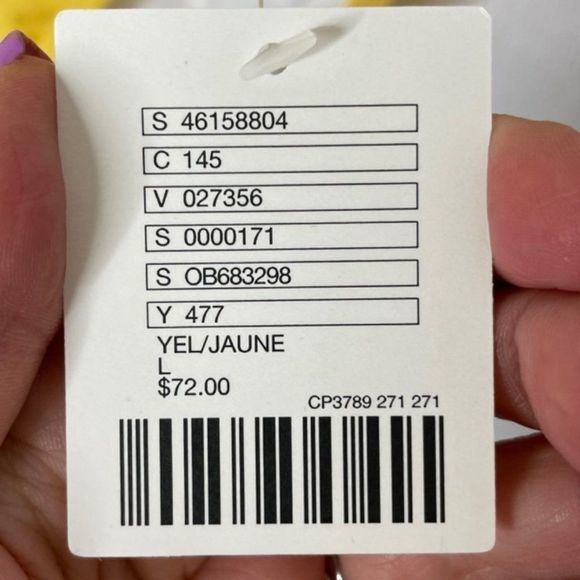 S 46158804
C 145
V 027356
S 0000171
S OB683298
Y 477
YEL/JAUNE
L
$72.00
CP3789 271 271